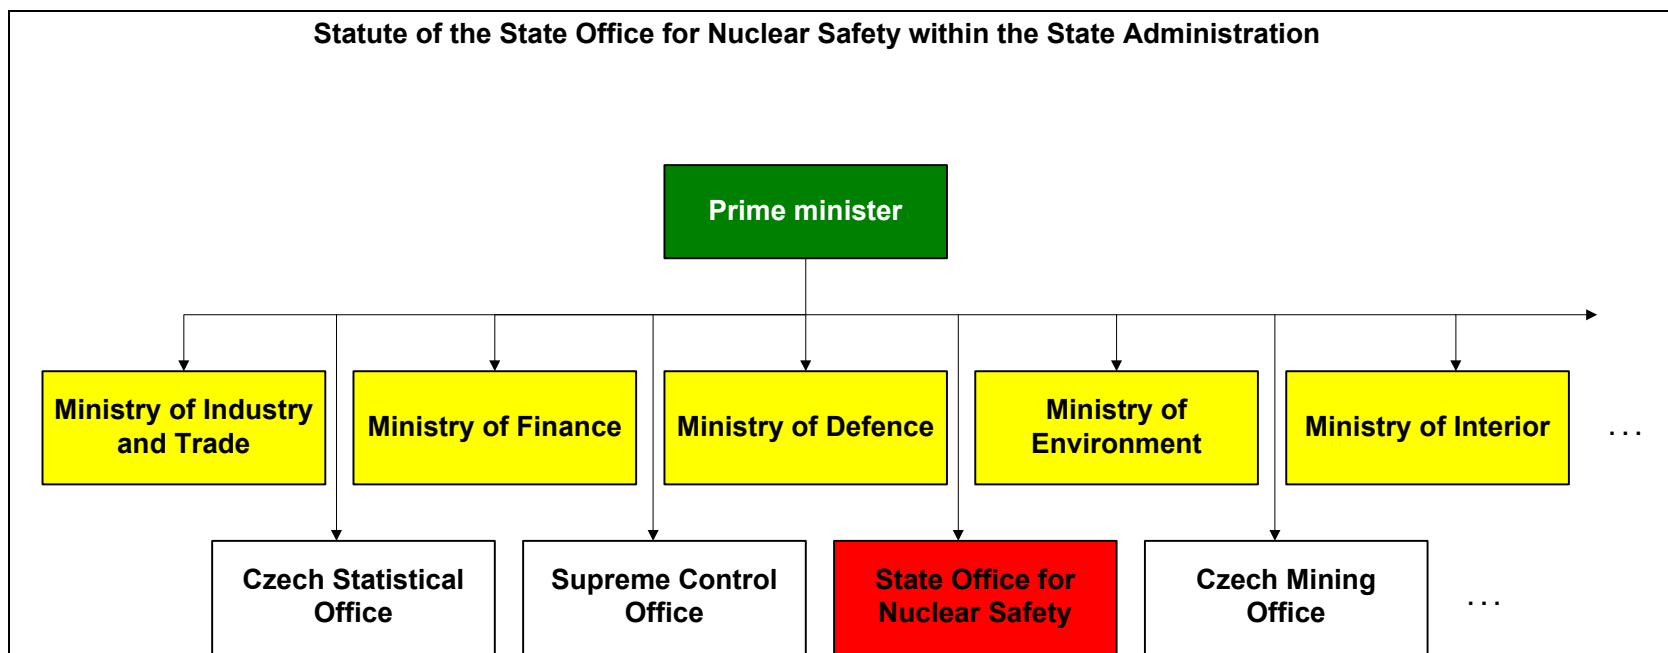 Statute of the State Office for Nuclear Safety within the State Administration
Prime minister
Ministry of Industry
and Trade
Ministry of Finance
Ministry of Defence
Ministry of
Environment
Ministry of Interior
...
Czech Statistical
Office
Supreme Control
Office
State Office for
Nuclear Safety
Czech Mining
Office
...